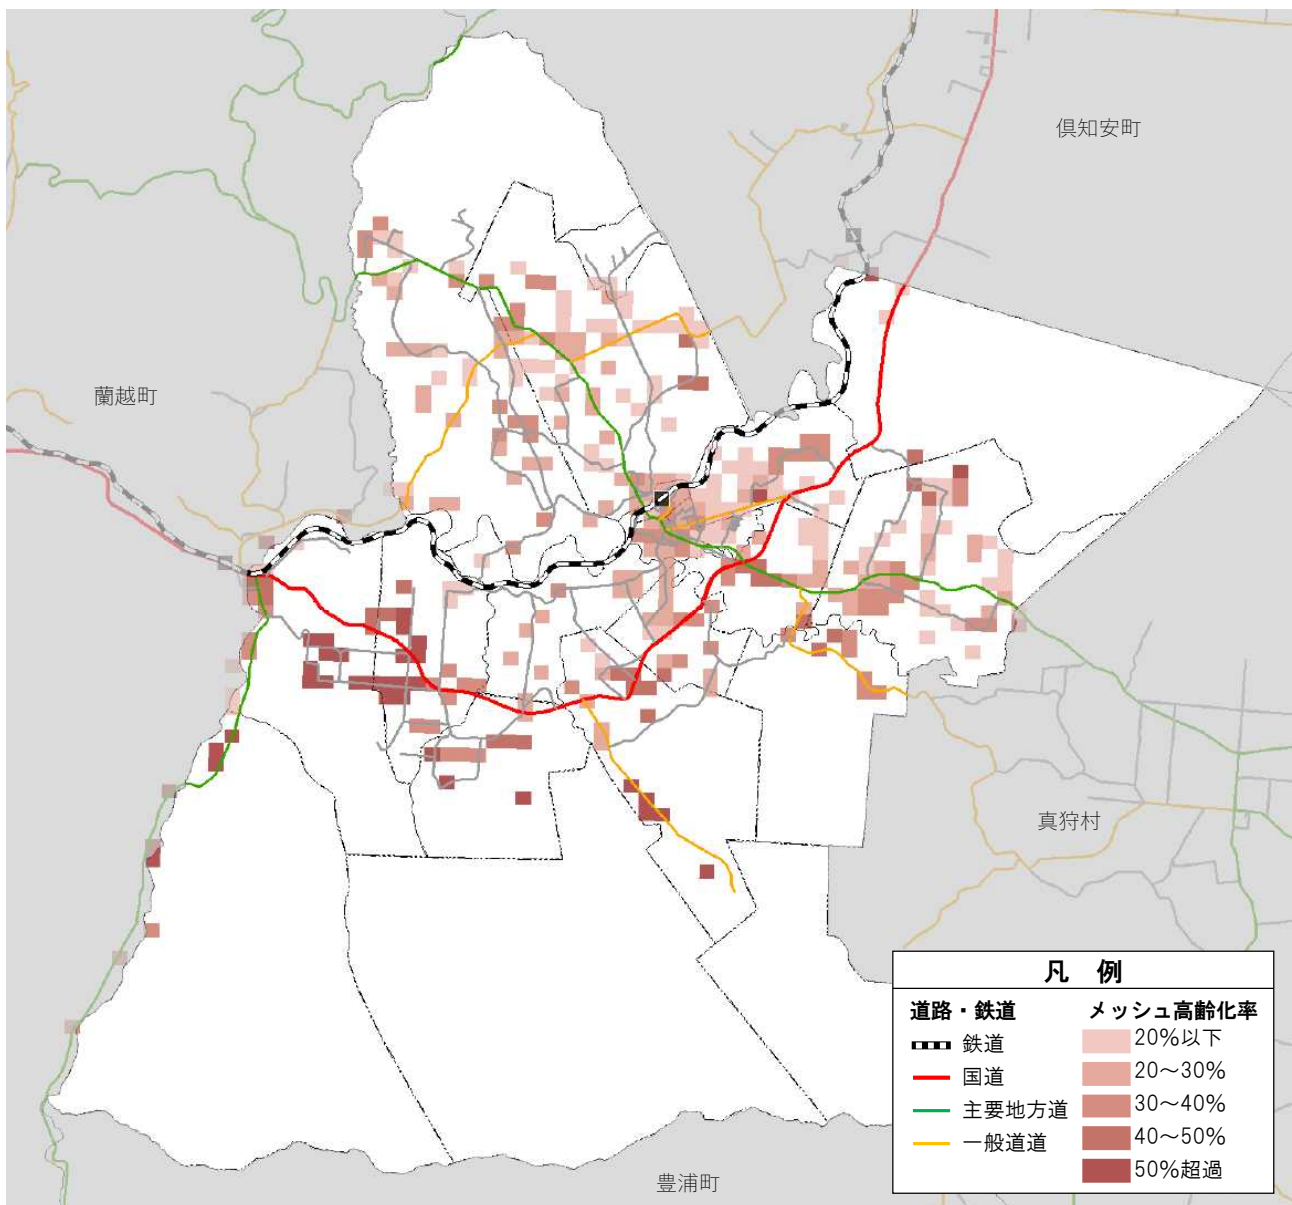 倶知安町
蘭越町
真狩村
豊浦町
凡 例
道路・鉄道
鉄道
国道
主要地方道
一般道道
メッシュ高齢化率
20%以下
20～30%
30～40%
40～50%
50%超過